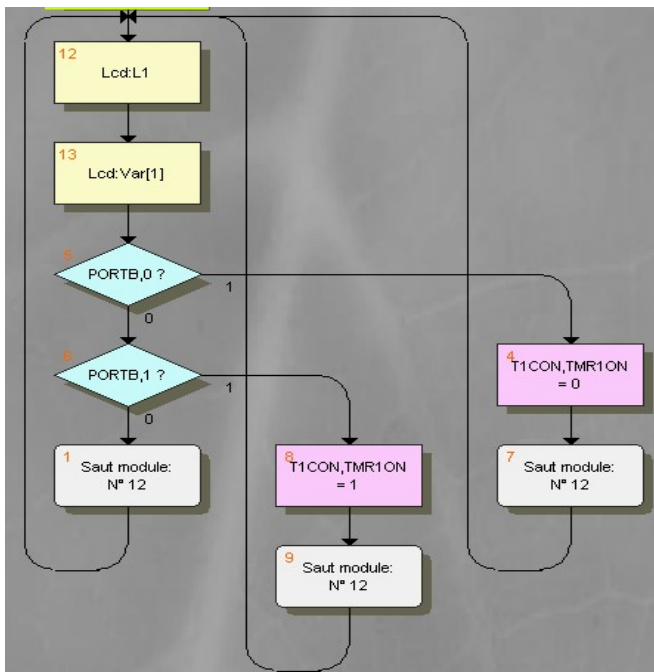 12
Lcd:L1
13
Lcd:Var[1]
5
PORTB,0 ?
1
0
6
PORTB,1 ?
1
0
4
T1CON,TMR1ON
= 0
1
Saut module:
N° 12
8
T1CON,TMR1ON
= 1
7
Saut module:
N° 12
9
Saut module:
N° 12